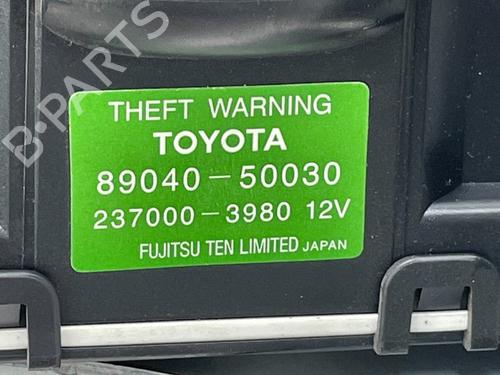 B-PARTS
THEFT WARNING
TOYOTA
89040-50030
237000-3980 12V
FUJITSU TEN LIMITED JAPAN